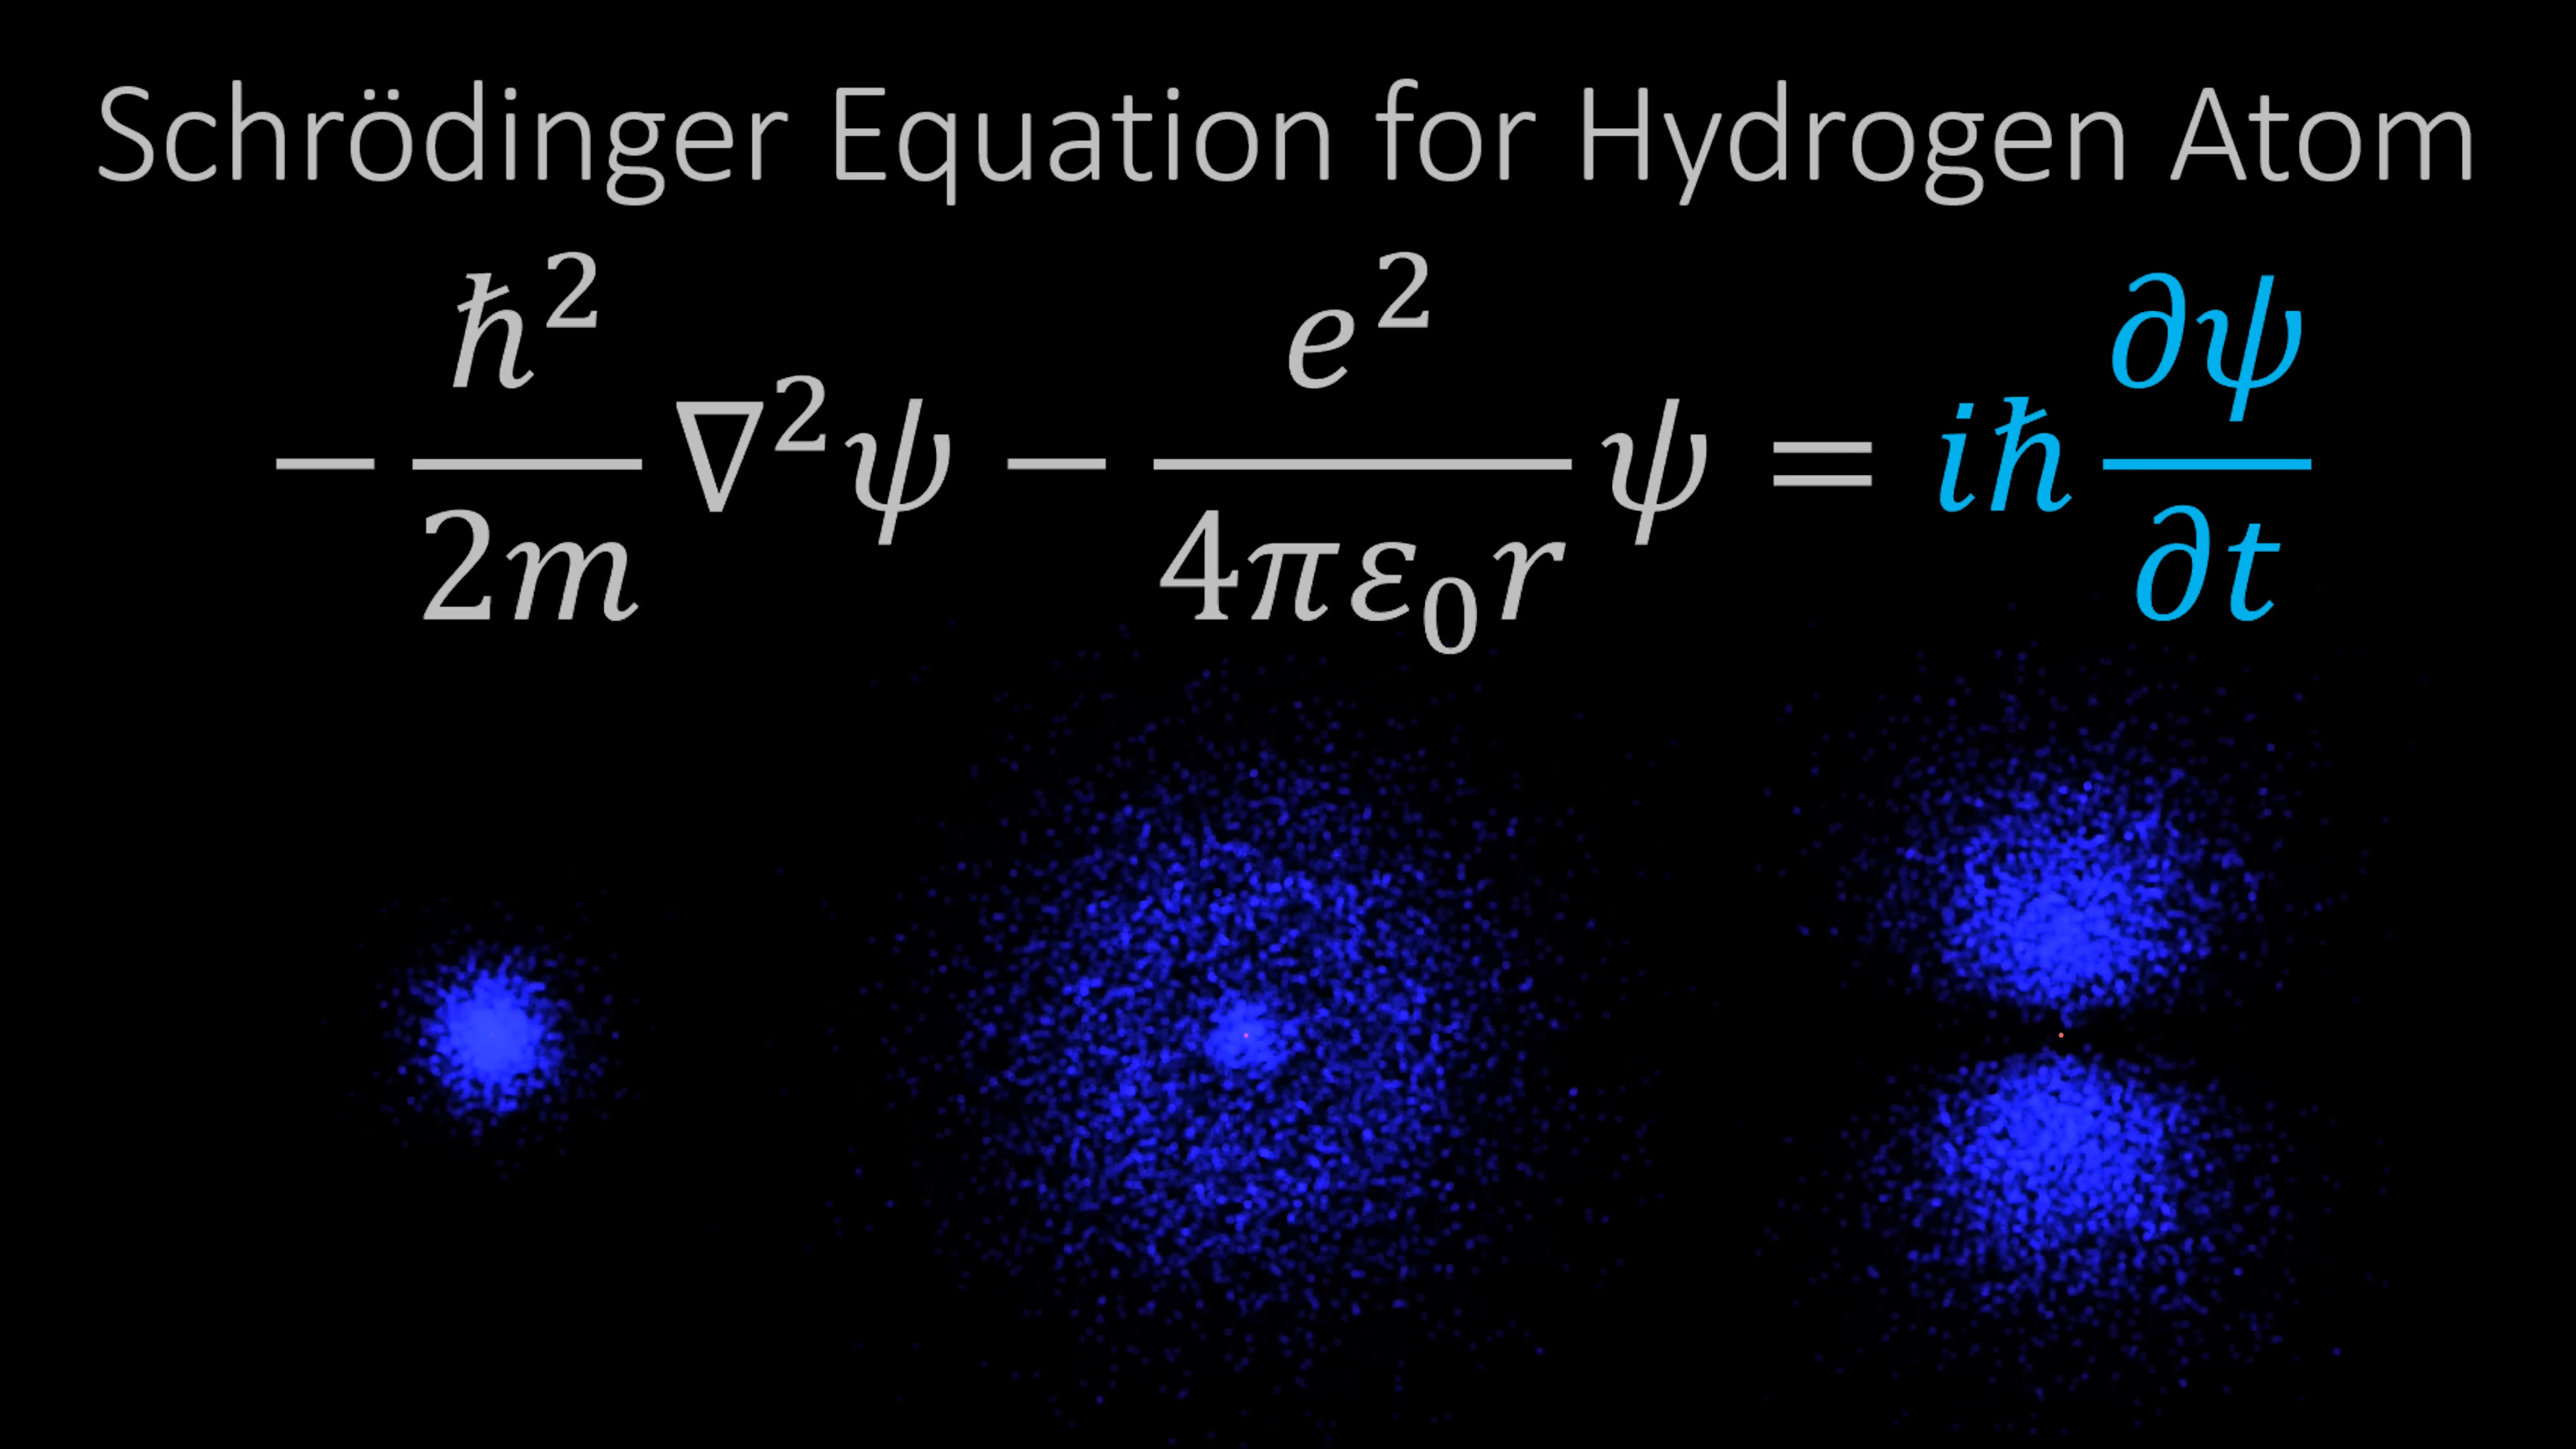 Schrödinger Equation for Hydrogen Atom
−ℏ²/2m ∇²ψ − e²/4πε₀r ψ = iℏ ∂ψ/∂t